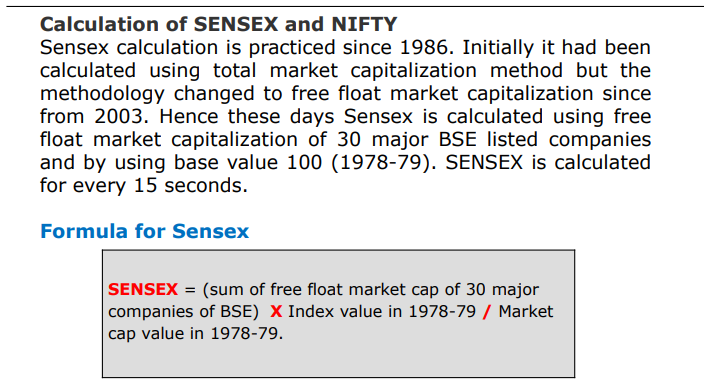 Calculation of SENSEX and NIFTY
Sensex calculation is practiced since 1986. Initially it had been
calculated using total market capitalization method but the
methodology changed to free float market capitalization since
from 2003. Hence these days Sensex is calculated using free
float market capitalization of 30 major BSE listed companies
and by using base value 100 (1978-79). SENSEX is calculated
for every 15 seconds.
Formula for Sensex
SENSEX = (sum of free float market cap of 30 major
companies of BSE) X Index value in 1978-79 / Market
cap value in 1978-79.